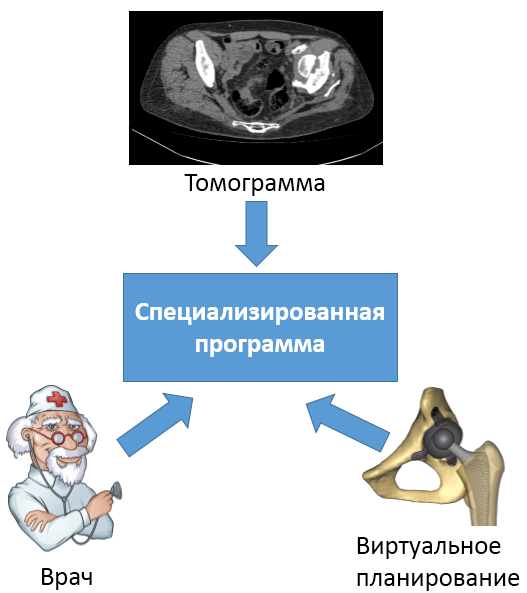 Томограмма
Специализированная
программа
Врач
Виртуальное
планирование